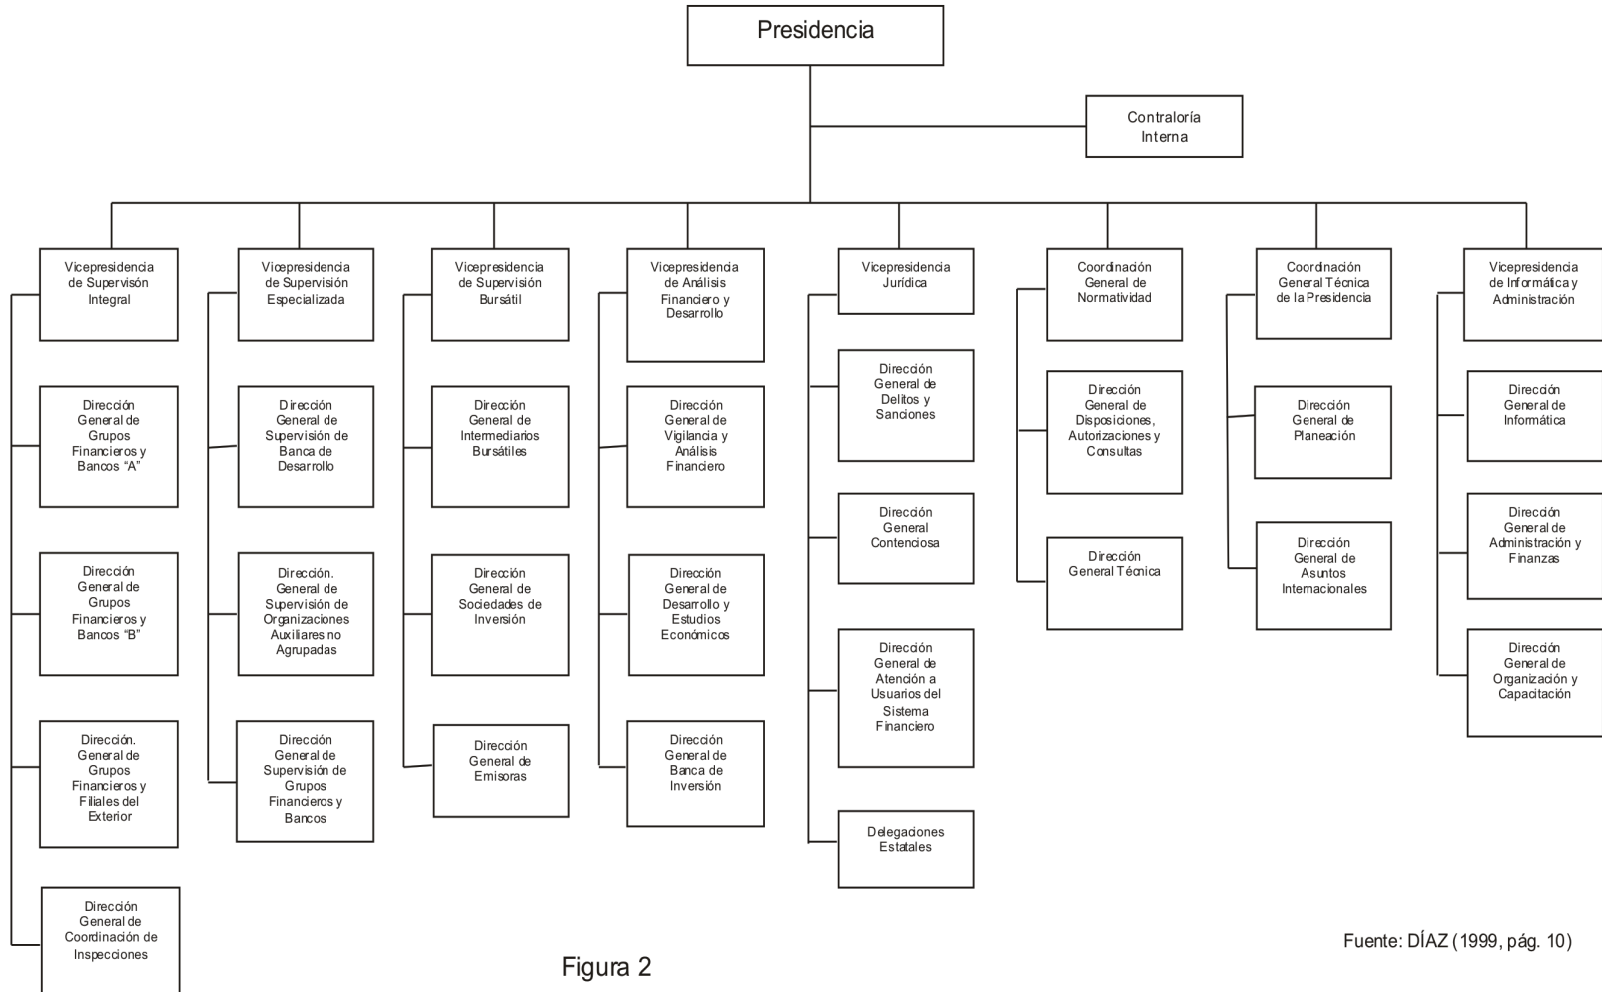 Presidencia
Contraloría
Interna
Vicepresidencia
de Supervisón
Integral
Dirección
General de
Grupos
Financieros y
Bancos “A”
Dirección
General de
Grupos
Financieros y
Bancos “B”
Dirección.
General de
Grupos
Financieros y
Filiales del
Exterior
Dirección
General de
Coordinación de
Inspecciones
Vicepresidencia
de Supervisión
Especializada
Dirección
General de
Supervisión de
Banca de
Desarrollo
Dirección.
General de
Supervisión de
Organizaciones
Auxiliares no
Agrupadas
Dirección
General de
Supervisión de
Grupos
Financieros y
Bancos
Vicepresidencia
de Supervisión
Bursátil
Dirección
General de
Intermediarios
Bursátiles
Dirección
General de
Sociedades de
Inversión
Dirección
General de
Emisoras
Vicepresidencia
de Análisis
Financiero y
Desarrollo
Dirección
General de
Vigilancia y
Análisis
Financiero
Dirección
General de
Desarrollo y
Estudios
Económicos
Dirección
General de
Banca de
Inversión
Vicepresidencia
Jurídica
Dirección
General de
Delitos y
Sanciones
Dirección
General
Contenciosa
Dirección
General de
Atención a
Usuarios del
Sistema
Financiero
Delegaciones
Estatales
Coordinación
General de
Normatividad
Dirección
General de
Disposiciones,
Autorizaciones y
Consultas
Dirección
General Técnica
Coordinación
General Técnica
de la Presidencia
Dirección
General de
Planeación
Dirección
General de
Asuntos
Internacionales
Vicepresidencia
de Informática y
Administración
Dirección
General de
Informática
Dirección
General de
Administración y
Finanzas
Dirección
General de
Organización y
Capacitación
Fuente: DÍAZ (1999, pág. 10)
Figura 2